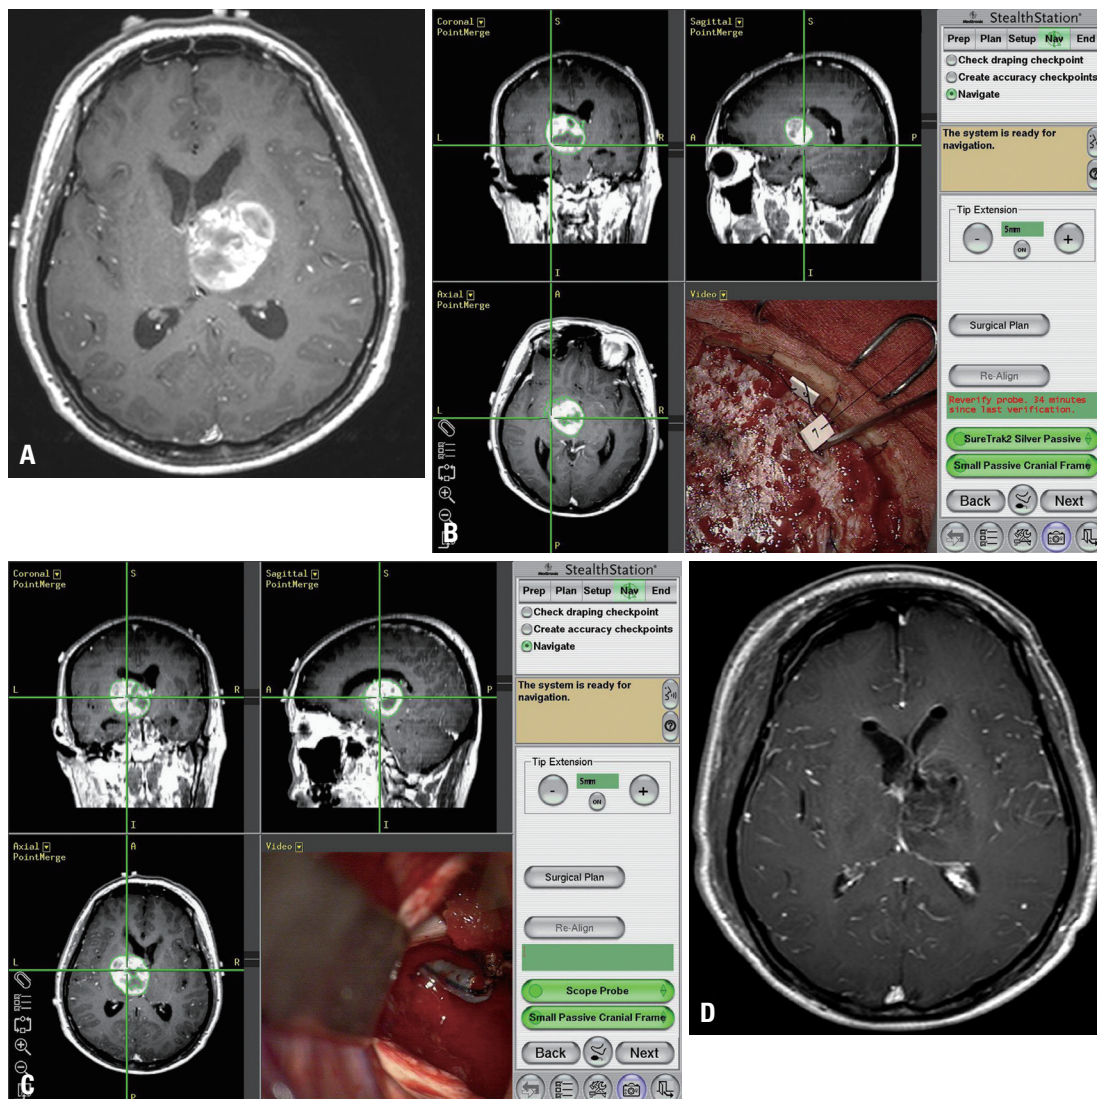 A
Coronal
PointMerge
S
L
R
I
Sagittal
PointMerge
S
A
P
I
Axial
PointMerge
A
L
R
P
Video
7
B
Medtronic
StealthStation®
Prep Plan Setup Nav End
Check draping checkpoint
Create accuracy checkpoints
Navigate
The system is ready for
navigation.
?
Tip Extension
- 5mm +
ON
Surgical Plan
Re-Align
Reverify probe. 34 minutes
since last verification.
SureTrak2 Silver Passive
Small Passive Cranial Frame
Back Next
Coronal
PointMerge
S
L
R
I
Sagittal
PointMerge
S
A
P
I
Axial
PointMerge
A
L
R
P
Video
C
Medtronic
StealthStation®
Prep Plan Setup Nav End
Check draping checkpoint
Create accuracy checkpoints
Navigate
The system is ready for
navigation.
?
Tip Extension
- 5mm +
ON
Surgical Plan
Re-Align
Scope Probe
Small Passive Cranial Frame
Back Next
D